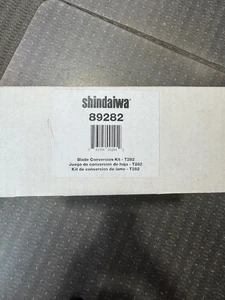 shindaiwa
89282
Blade Conversion Kit - T282
Juego de conversion de hoja - T282
Kit de conversion de lame - T282